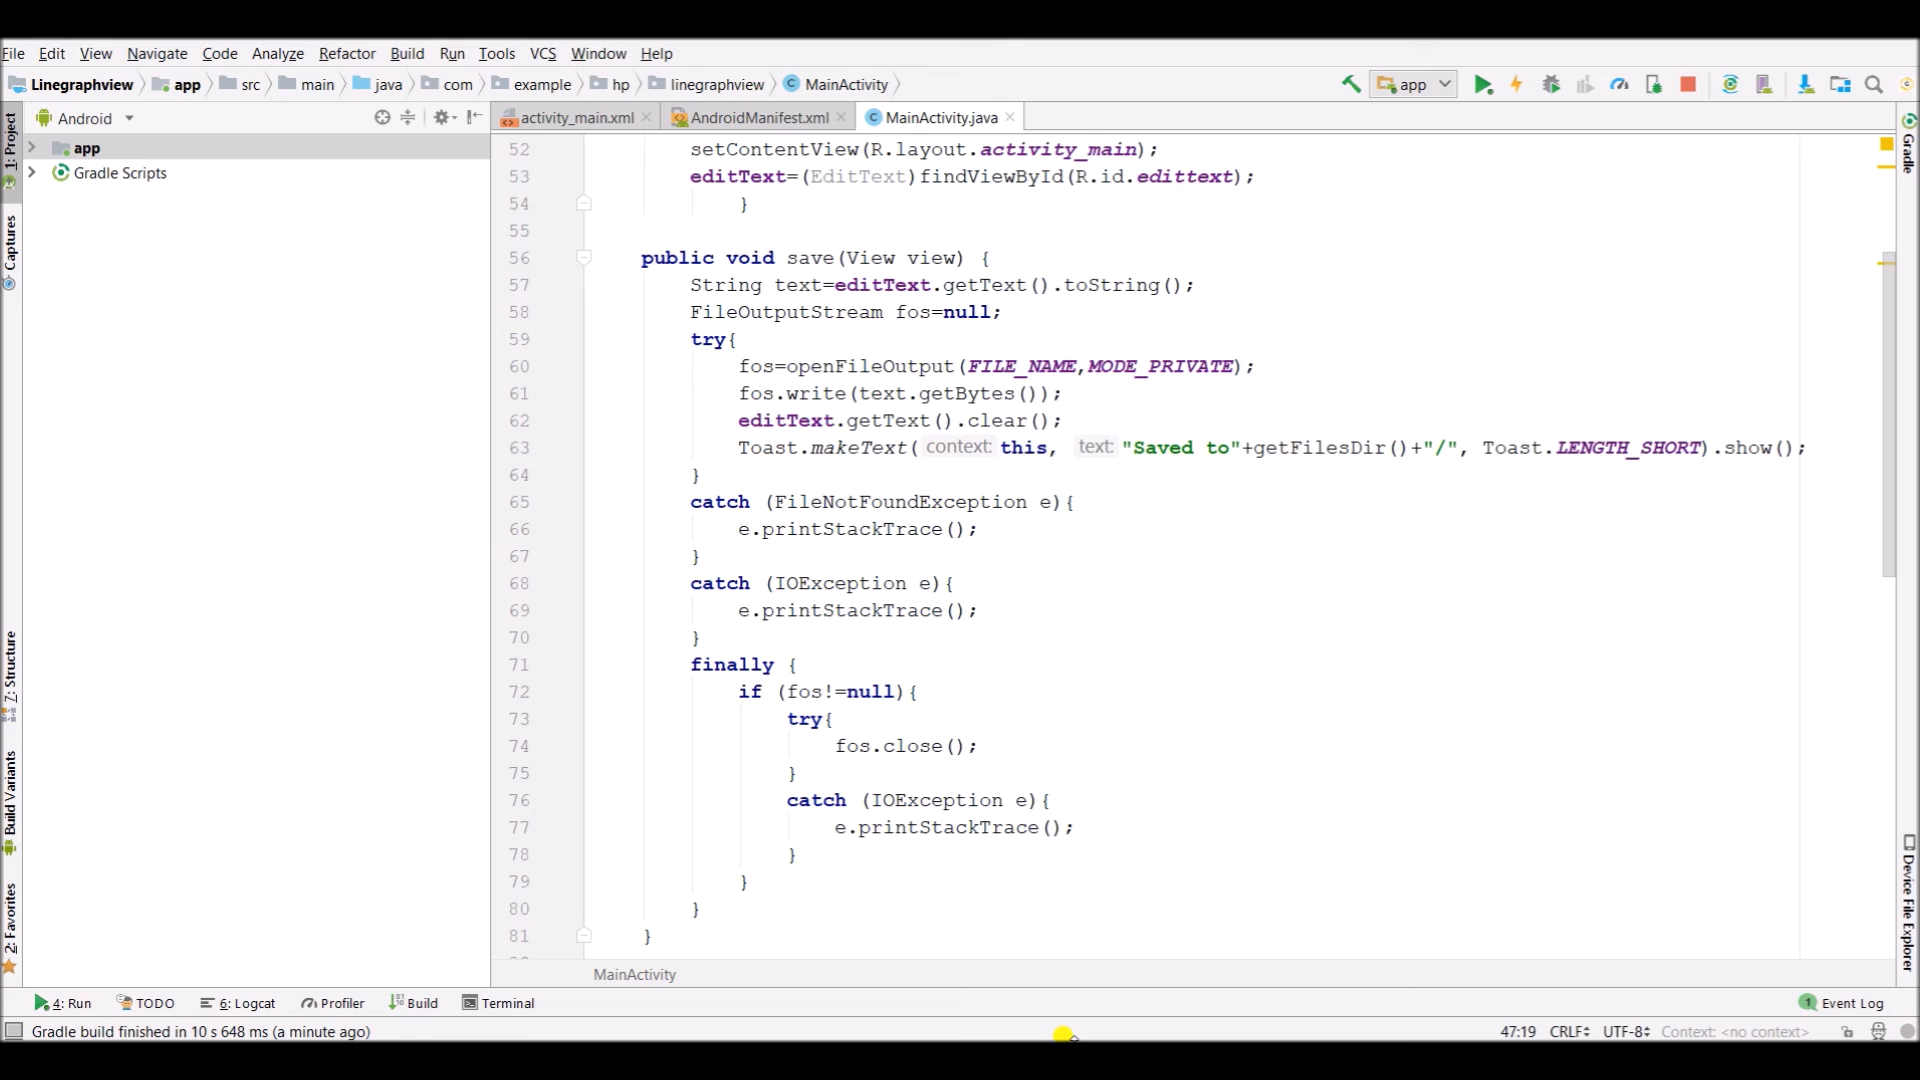 File Edit View Navigate Code Analyze Refactor Build Run Tools VCS Window Help
Linegraphview app src main java com example hp linegraphview MainActivity app
Android
activity_main.xml AndroidManifest.xml MainActivity.java
1: Project
Captures
7: Structure
Build Variants
2: Favorites
app
Gradle Scripts
52 setContentView(R.layout.activity_main);
53 editText=(EditText)findViewById(R.id.edittext);
54 }
55
56 public void save(View view) {
57 String text=editText.getText().toString();
58 FileOutputStream fos=null;
59 try{
60 fos=openFileOutput(FILE_NAME,MODE_PRIVATE);
61 fos.write(text.getBytes());
62 editText.getText().clear();
63 Toast.makeText( context: this, text: "Saved to"+getFilesDir()+"/", Toast.LENGTH_SHORT).show();
64 }
65 catch (FileNotFoundException e){
66 e.printStackTrace();
67 }
68 catch (IOException e){
69 e.printStackTrace();
70 }
71 finally {
72 if (fos!=null){
73 try{
74 fos.close();
75 }
76 catch (IOException e){
77 e.printStackTrace();
78 }
79 }
80 }
81 }
MainActivity
Gradle
Device File Explorer
4: Run TODO 6: Logcat Profiler Build Terminal 1 Event Log
Gradle build finished in 10 s 648 ms (a minute ago) 47:19 CRLF UTF-8 Context: <no context>